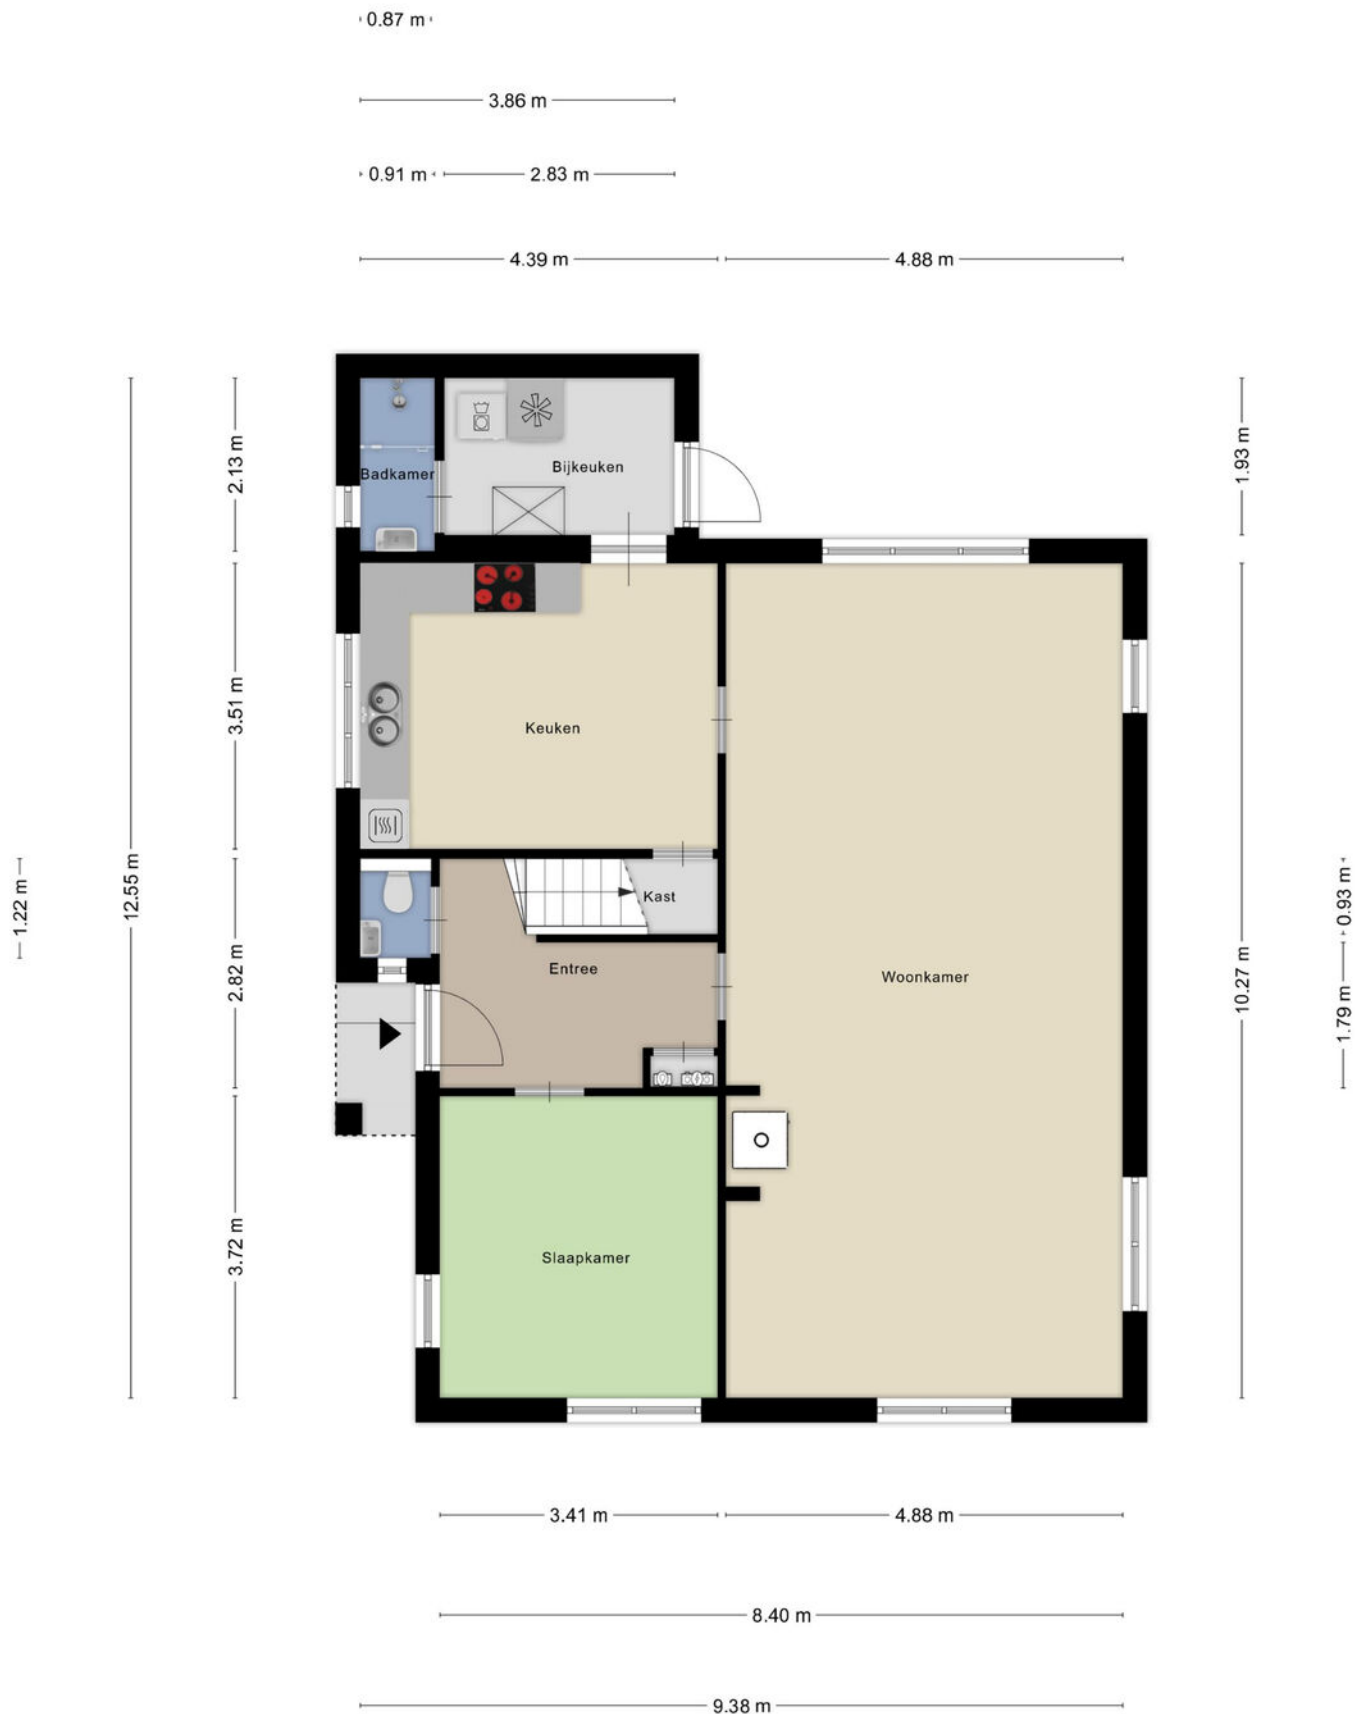 0.87 m
3.86 m
0.91 m
2.83 m
4.39 m
4.88 m
2.13 m
1.93 m
Badkamer
Bijkeuken
3.51 m
Keuken
12.55 m
1.22 m
0.93 m
Kast
2.82 m
Entree
Woonkamer
10.27 m
1.79 m
3.72 m
Slaapkamer
3.41 m
4.88 m
8.40 m
9.38 m